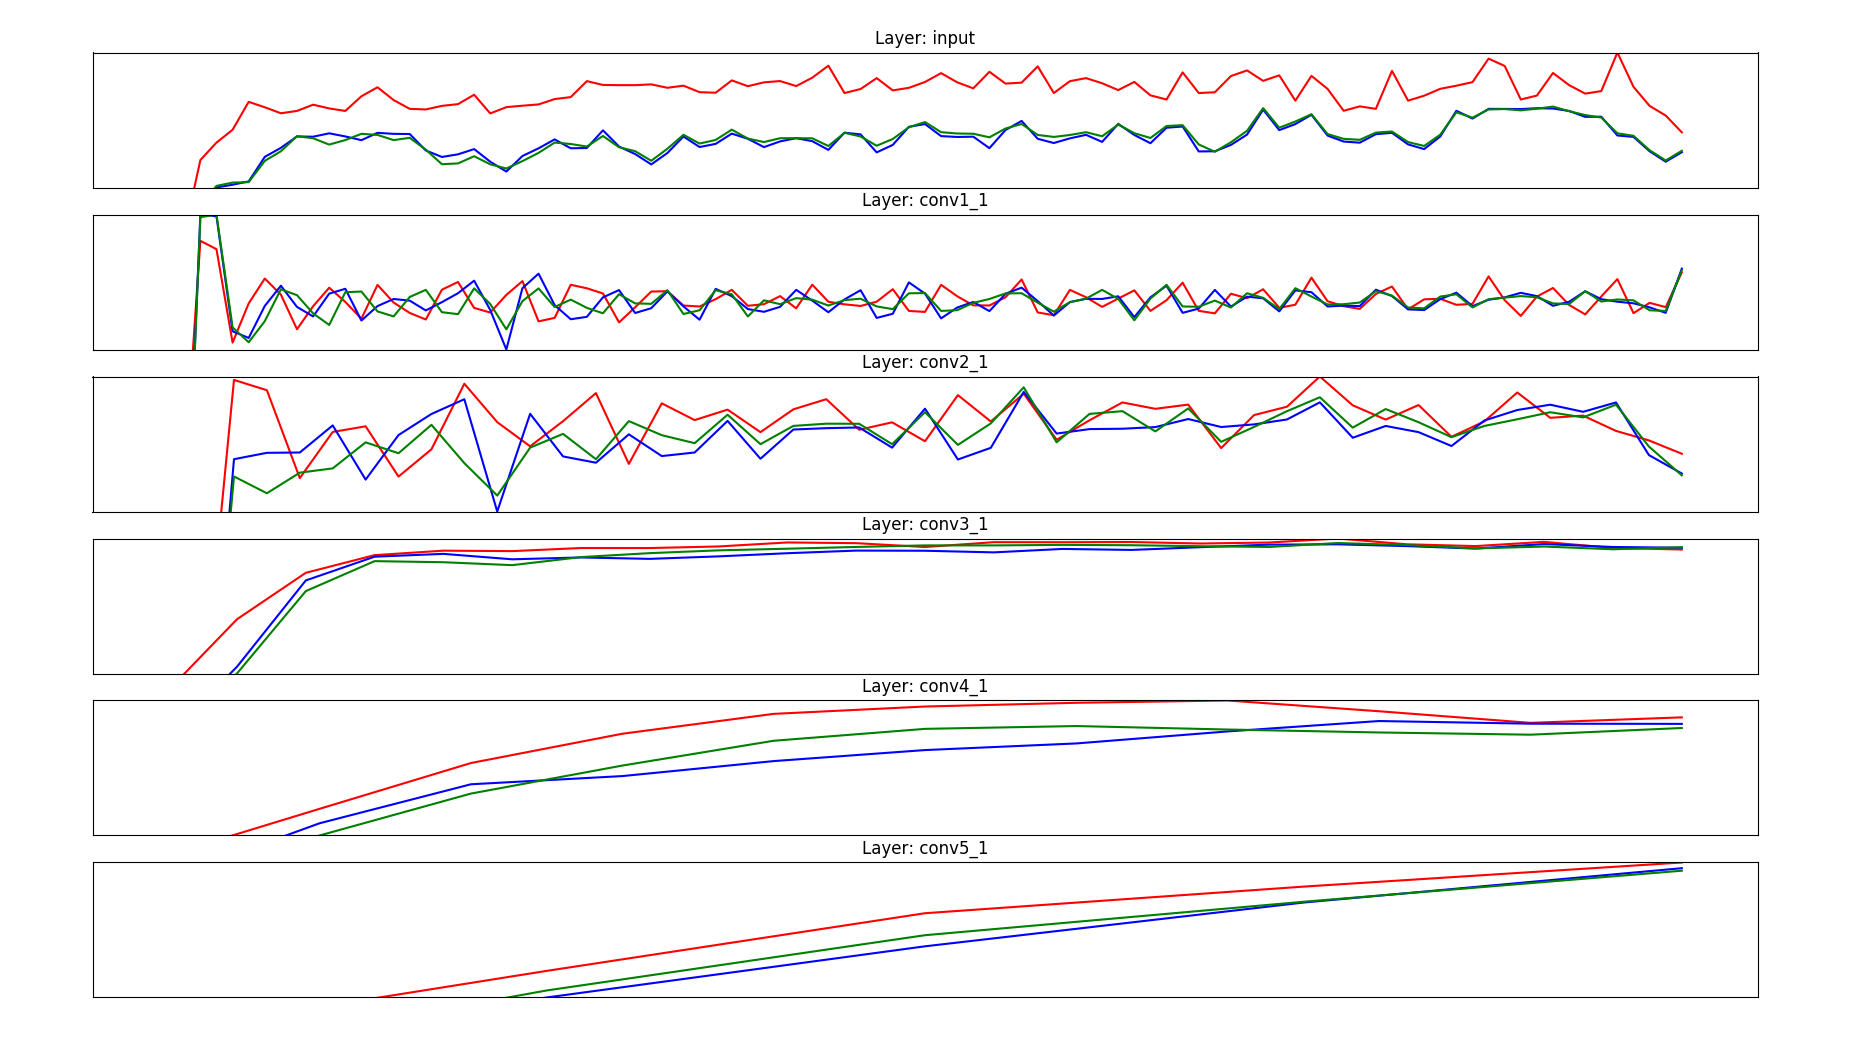 Layer: input
Layer: conv1_1
Layer: conv2_1
Layer: conv3_1
Layer: conv4_1
Layer: conv5_1